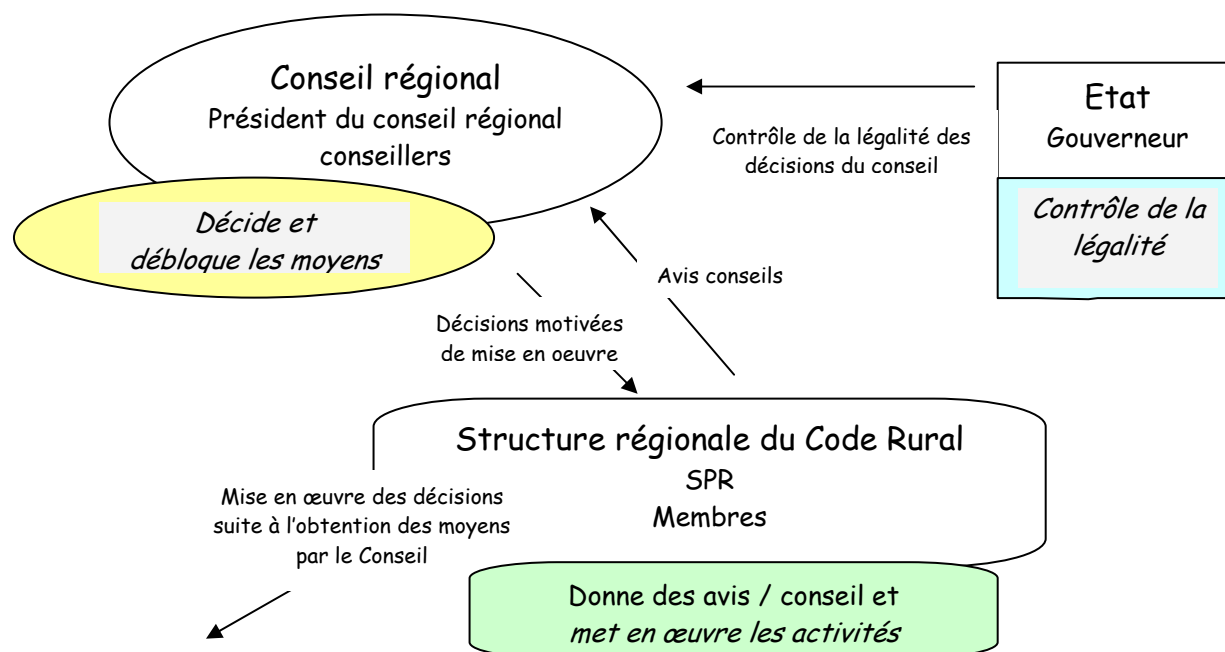 Conseil régional
Président du conseil régional
conseillers
Décide et
débloque les moyens
Contrôle de la légalité des
décisions du conseil
Etat
Gouverneur
Contrôle de la
légalité
Avis conseils
Décisions motivées
de mise en oeuvre
Structure régionale du Code Rural
SPR
Membres
Mise en œuvre des décisions
suite à l’obtention des moyens
par le Conseil
Donne des avis / conseil et
met en œuvre les activités